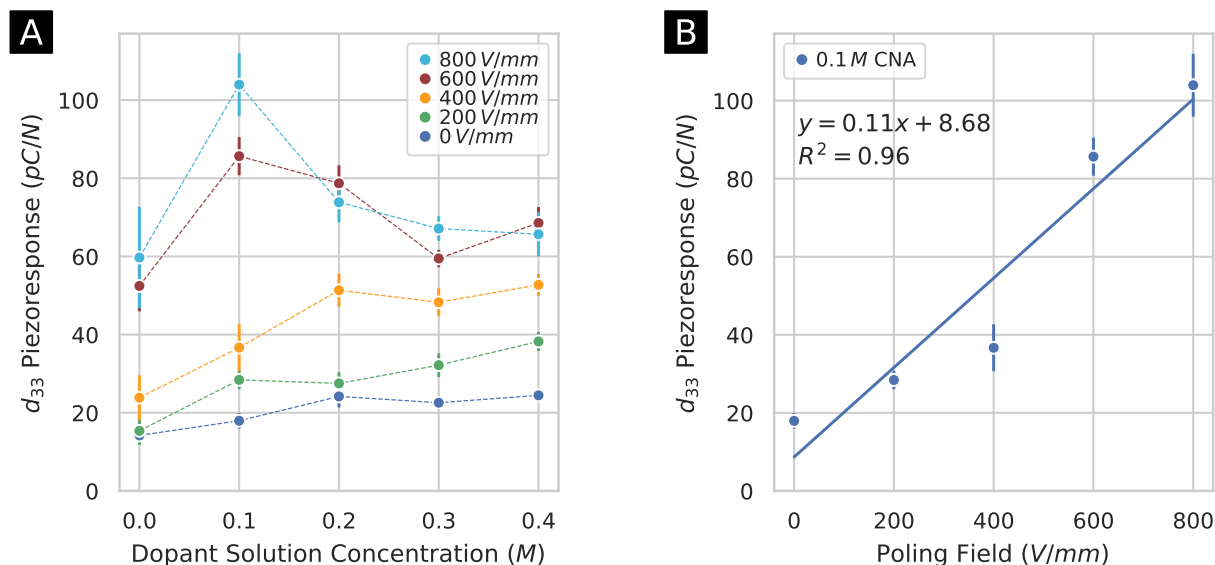 A
d33 Piezoresponse (pC/N)
100
80
60
40
20
0
800 V/mm
600 V/mm
400 V/mm
200 V/mm
0 V/mm
0.0 0.1 0.2 0.3 0.4
Dopant Solution Concentration (M)
B
d33 Piezoresponse (pC/N)
100
80
60
40
20
0
0.1 M CNA
y = 0.11x + 8.68
R² = 0.96
0 200 400 600 800
Poling Field (V/mm)